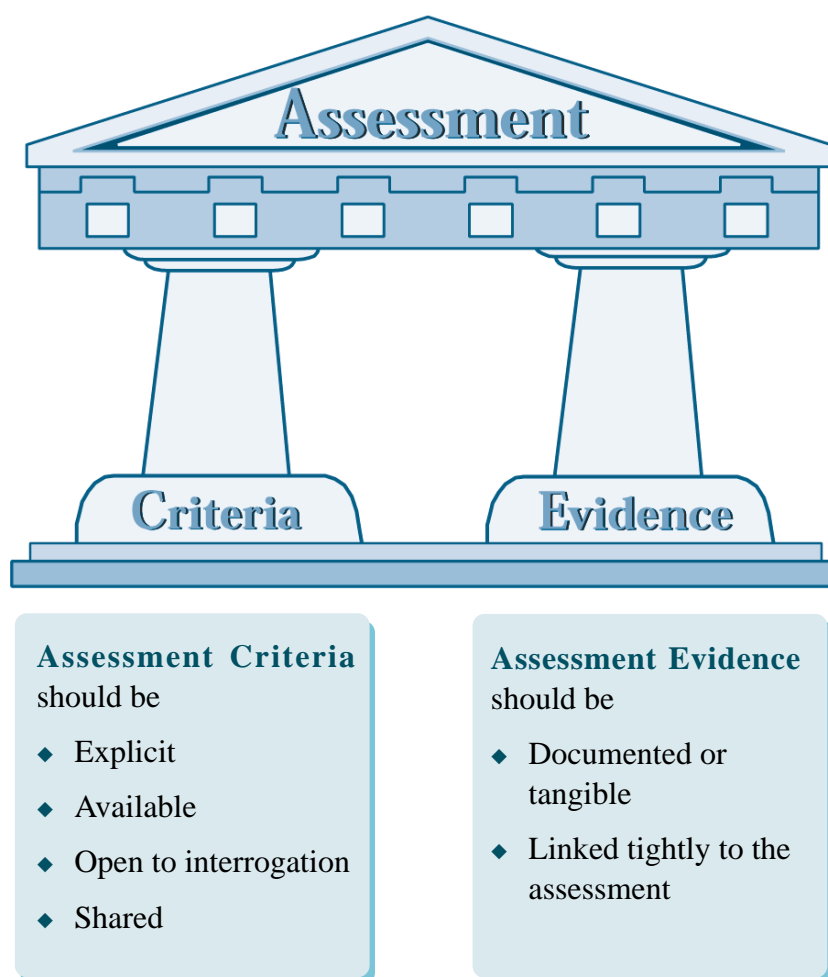 Assessment
Criteria
Evidence
Assessment Criteria
should be
◆ Explicit
◆ Available
◆ Open to interrogation
◆ Shared
Assessment Evidence
should be
◆ Documented or
tangible
◆ Linked tightly to the
assessment